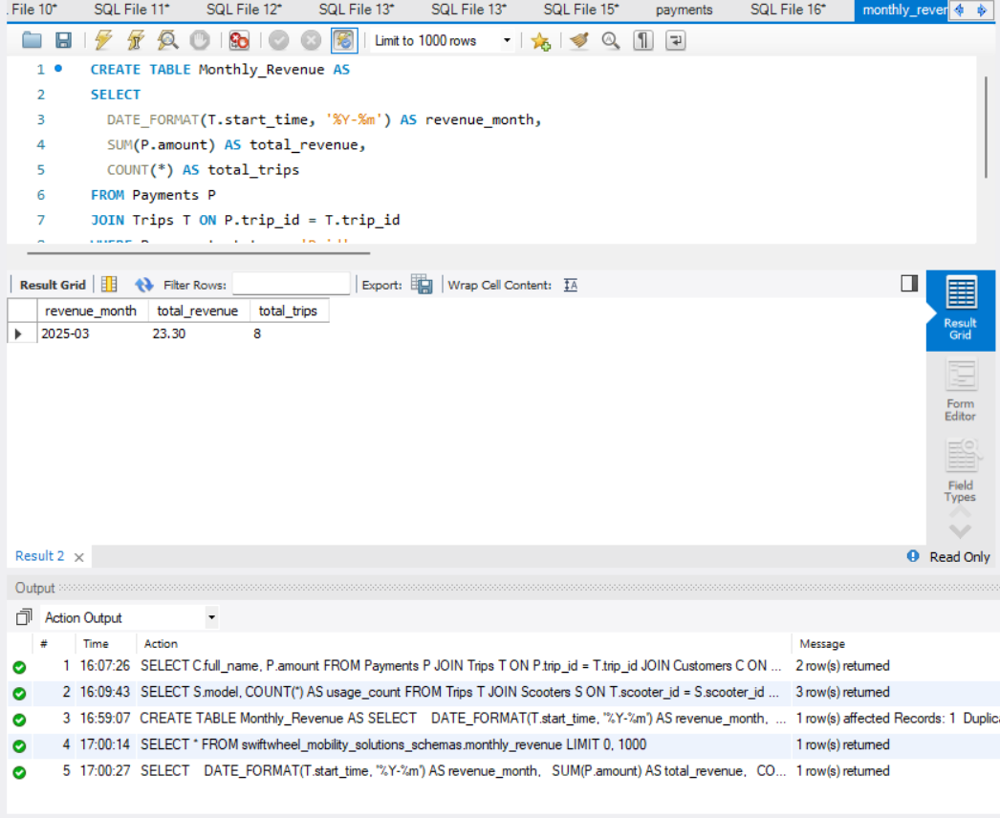 File 10* SQL File 11* SQL File 12* SQL File 13* SQL File 13* SQL File 15* payments SQL File 16* monthly_reven
Limit to 1000 rows
1 CREATE TABLE Monthly_Revenue AS
2 SELECT
3 DATE_FORMAT(T.start_time, '%Y-%m') AS revenue_month,
4 SUM(P.amount) AS total_revenue,
5 COUNT(*) AS total_trips
6 FROM Payments P
7 JOIN Trips T ON P.trip_id = T.trip_id
Result Grid Filter Rows: Export: Wrap Cell Content: IA
revenue_month total_revenue total_trips
2025-03 23.30 8
Result Grid
Form Editor
Field Types
Result 2 Read Only
Output
Action Output
# Time Action Message
1 16:07:26 SELECT C.full_name, P.amount FROM Payments P JOIN Trips T ON P.trip_id = T.trip_id JOIN Customers C ON ... 2 row(s) returned
2 16:09:43 SELECT S.model, COUNT(*) AS usage_count FROM Trips T JOIN Scooters S ON T.scooter_id = S.scooter_id ... 3 row(s) returned
3 16:59:07 CREATE TABLE Monthly_Revenue AS SELECT DATE_FORMAT(T.start_time, '%Y-%m') AS revenue_month, ... 1 row(s) affected Records: 1 Duplica
4 17:00:14 SELECT * FROM swiftwheel_mobility_solutions_schemas.monthly_revenue LIMIT 0, 1000 1 row(s) returned
5 17:00:27 SELECT DATE_FORMAT(T.start_time, '%Y-%m') AS revenue_month, SUM(P.amount) AS total_revenue, CO... 1 row(s) returned